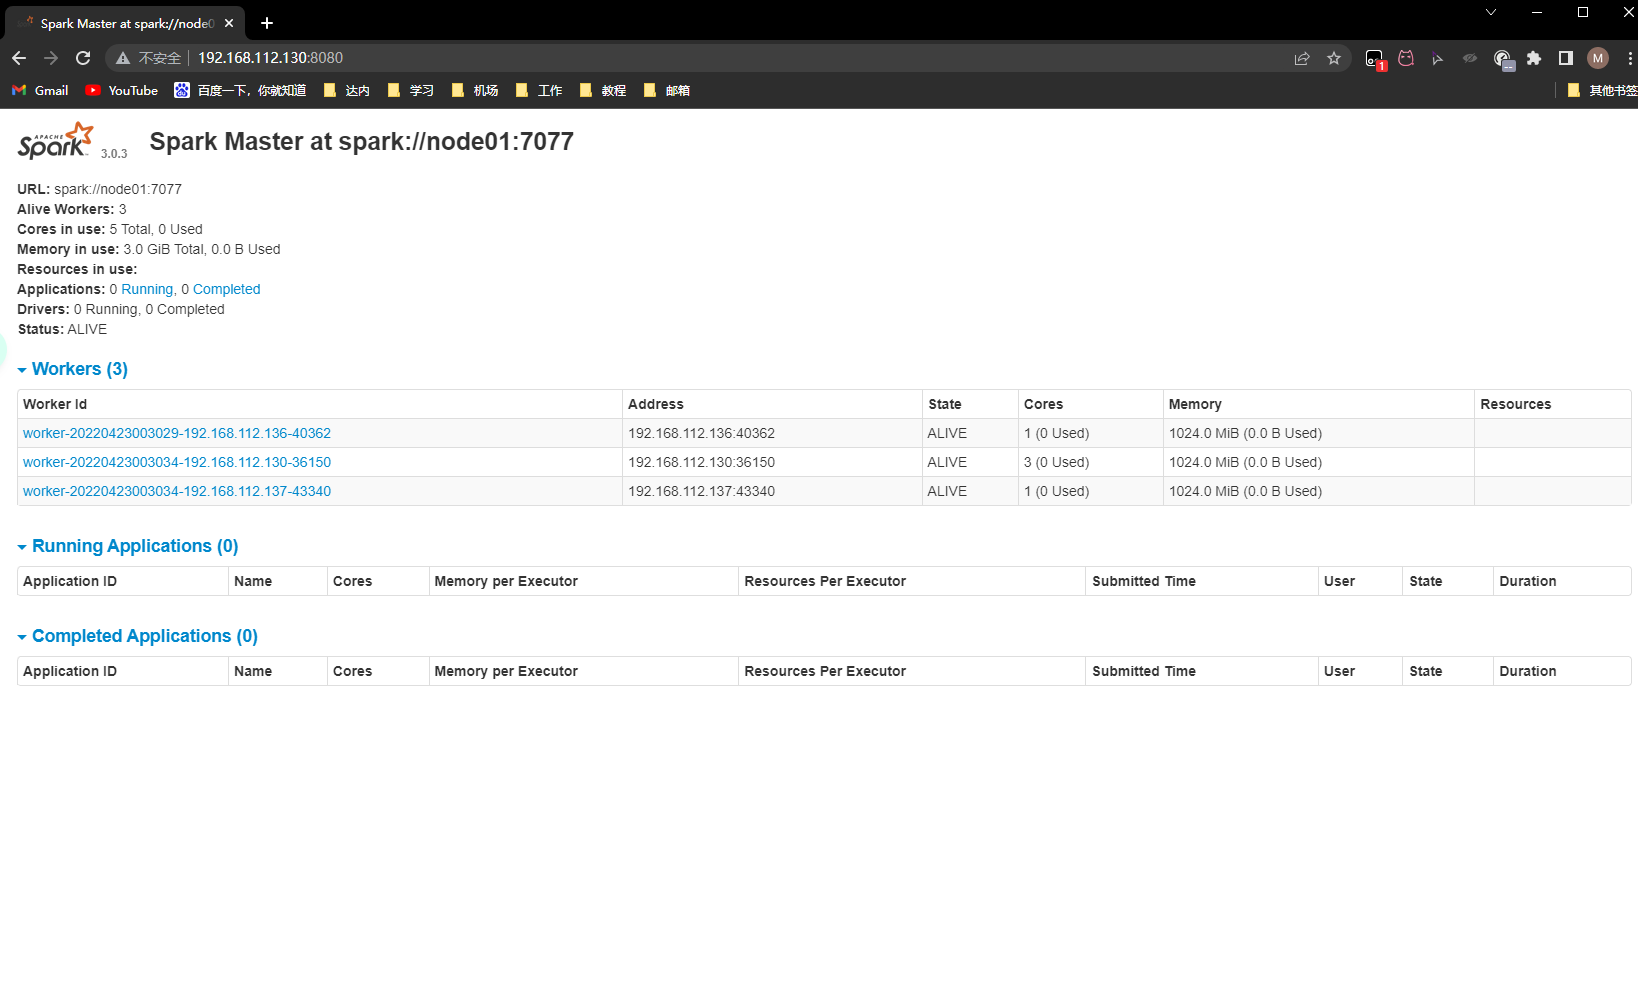 Spark Master at spark://node0
不安全 192.168.112.130:8080
1
M
Gmail YouTube 百度一下，你就知道 达内 学习 机场 工作 教程 邮箱 其他书签
APACHE Spark 3.0.3 Spark Master at spark://node01:7077
URL: spark://node01:7077
Alive Workers: 3
Cores in use: 5 Total, 0 Used
Memory in use: 3.0 GiB Total, 0.0 B Used
Resources in use:
Applications: 0 Running, 0 Completed
Drivers: 0 Running, 0 Completed
Status: ALIVE
Workers (3)
Worker Id Address State Cores Memory Resources
worker-20220423003029-192.168.112.136-40362 192.168.112.136:40362 ALIVE 1 (0 Used) 1024.0 MiB (0.0 B Used)
worker-20220423003034-192.168.112.130-36150 192.168.112.130:36150 ALIVE 3 (0 Used) 1024.0 MiB (0.0 B Used)
worker-20220423003034-192.168.112.137-43340 192.168.112.137:43340 ALIVE 1 (0 Used) 1024.0 MiB (0.0 B Used)
Running Applications (0)
Application ID Name Cores Memory per Executor Resources Per Executor Submitted Time User State Duration
Completed Applications (0)
Application ID Name Cores Memory per Executor Resources Per Executor Submitted Time User State Duration